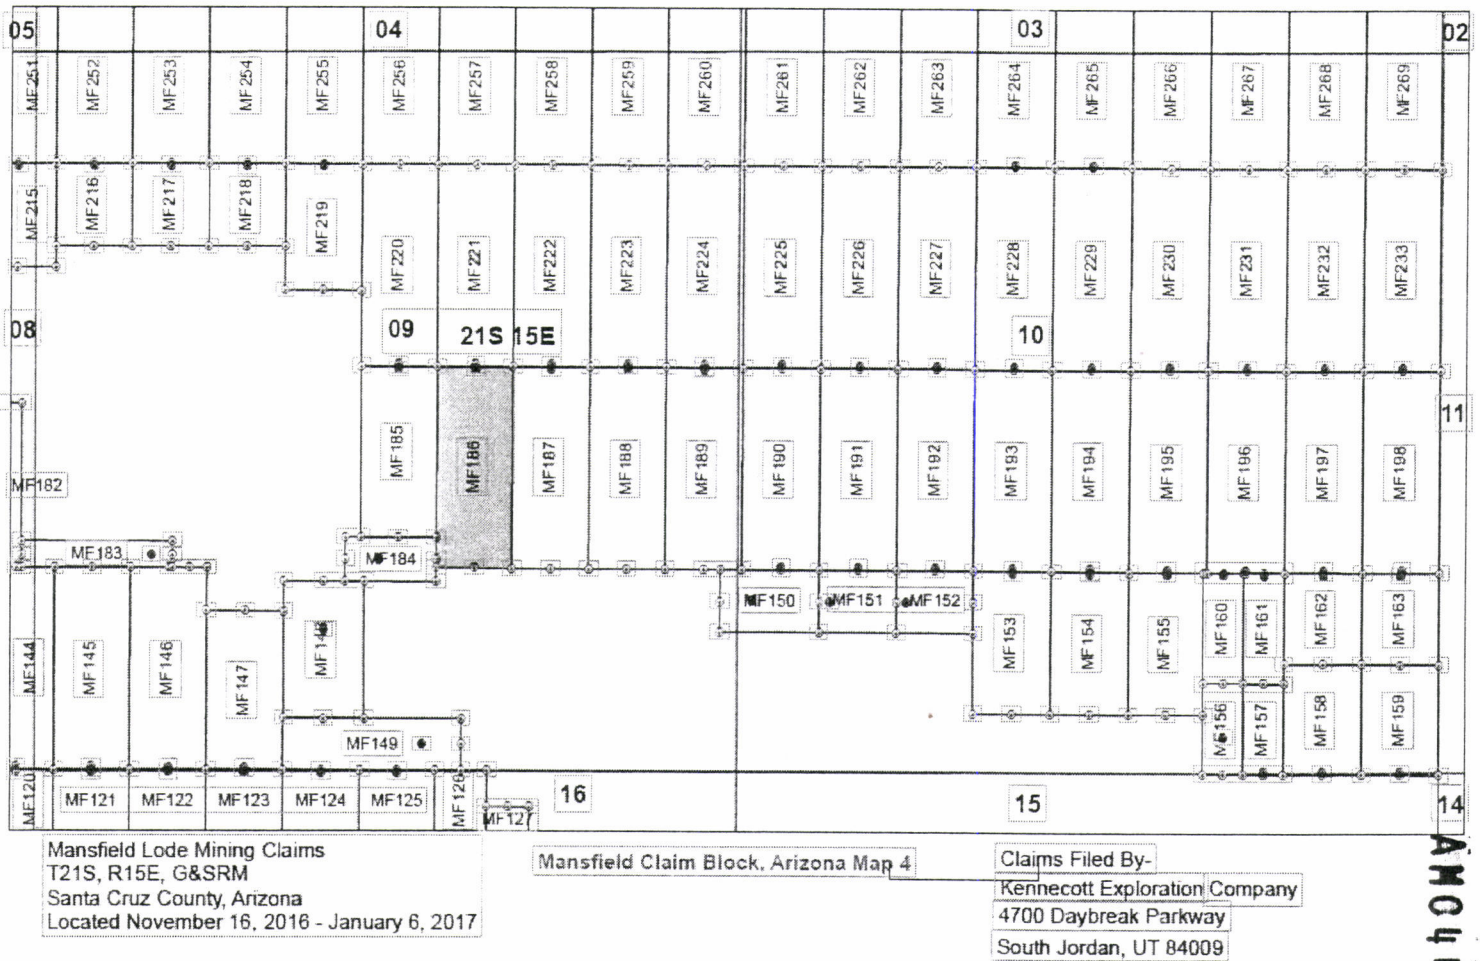 05 04 03 02
MF251 MF252 MF253 MF254 MF255 MF256 MF257 MF258 MF259 MF260 MF261 MF262 MF263 MF264 MF265 MF266 MF267 MF268 MF269
MF215 MF216 MF217 MF218 MF219 MF220 MF221 MF222 MF223 MF224 MF225 MF226 MF227 MF228 MF229 MF230 MF231 MF232 MF233
08 09 21S 15E 10
11
MF182 MF185 MF186 MF187 MF188 MF189 MF190 MF191 MF192 MF193 MF194 MF195 MF196 MF197 MF198
MF183 MF184
MF150 MF151 MF152
MF144 MF145 MF146 MF147 MF153 MF154 MF155 MF160 MF161 MF162 MF163
MF149 MF156 MF157 MF158 MF159
MF120 MF121 MF122 MF123 MF124 MF125 MF126 MF127 16 15 14
Mansfield Lode Mining Claims
T21S, R15E, G&SRM
Santa Cruz County, Arizona
Located November 16, 2016 - January 6, 2017
Mansfield Claim Block, Arizona Map 4
Claims Filed By-
Kennecott Exploration Company
4700 Daybreak Parkway
South Jordan, UT 84009
AMC4